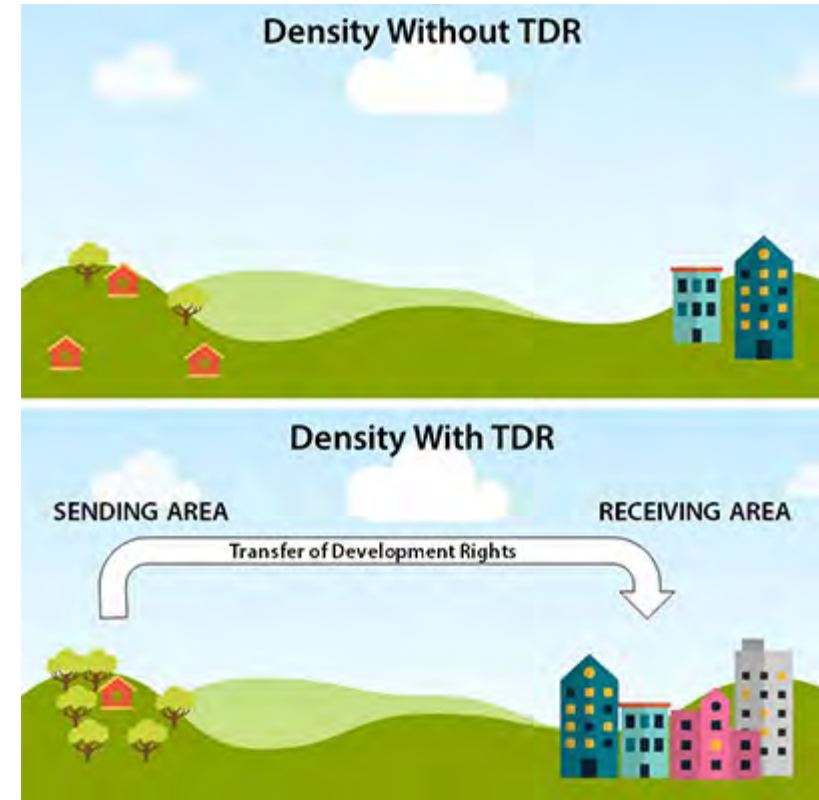 Density Without TDR
Density With TDR
SENDING AREA
RECEIVING AREA
Transfer of Development Rights